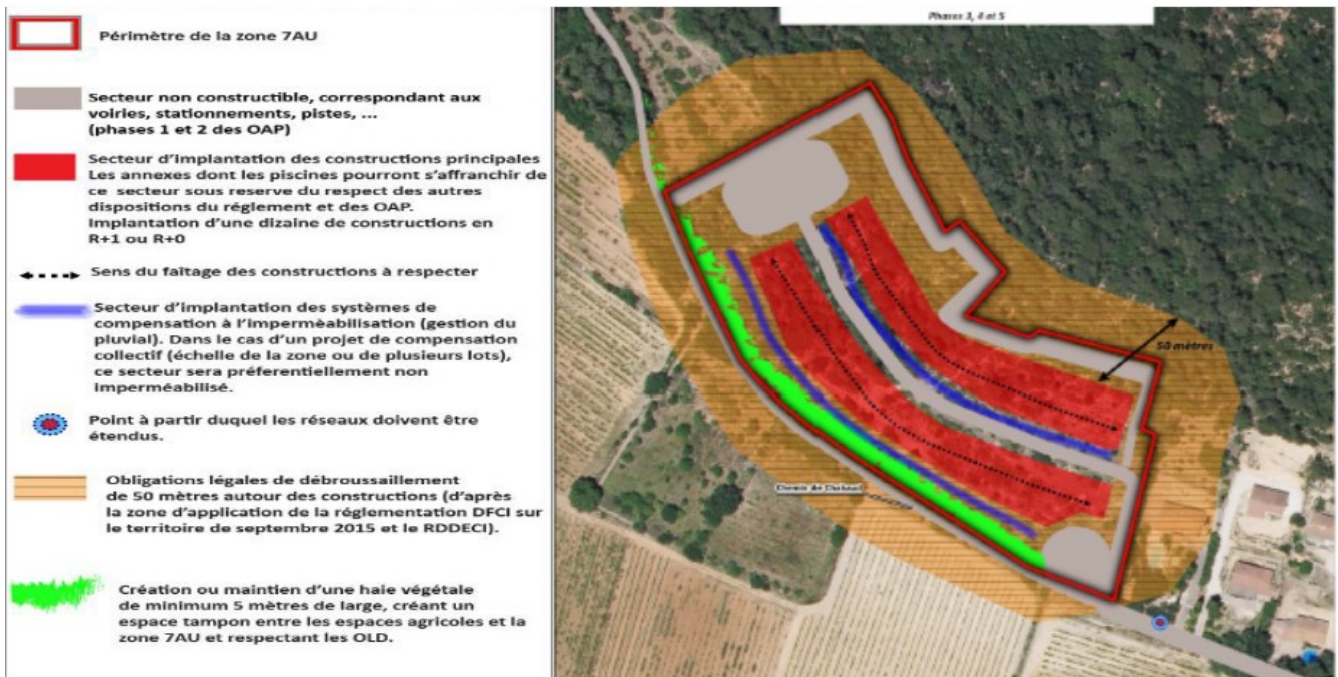 Périmètre de la zone 7AU
Secteur non constructible, correspondant aux
voiries, stationnements, pistes, ...
(phases 1 et 2 des OAP)
Secteur d'implantation des constructions principales
Les annexes dont les piscines pourront s'affranchir de
ce secteur sous reserve du respect des autres
dispositions du réglement et des OAP.
Implantation d'une dizaine de constructions en
R+1 ou R+0
Sens du faîtage des constructions à respecter
Secteur d'implantation des systèmes de
compensation à l'impermèabilisation (gestion du
pluvial). Dans le cas d'un projet de compensation
collectif (échelle de la zone ou de plusieurs lots),
ce secteur sera préferentiellement non
imperméabilisé.
Point à partir duquel les réseaux doivent être
étendus.
Obligations légales de débroussaillement
de 50 mètres autour des constructions (d'après
la zone d'application de la réglementation DFCI sur
le territoire de septembre 2015 et le RDDECI).
Création ou maintien d'une haie végétale
de minimum 5 mètres de large, créant un
espace tampon entre les espaces agricoles et la
zone 7AU et respectant les OLD.
Phases 3, 4 et 5
50 mètres
Chemin de